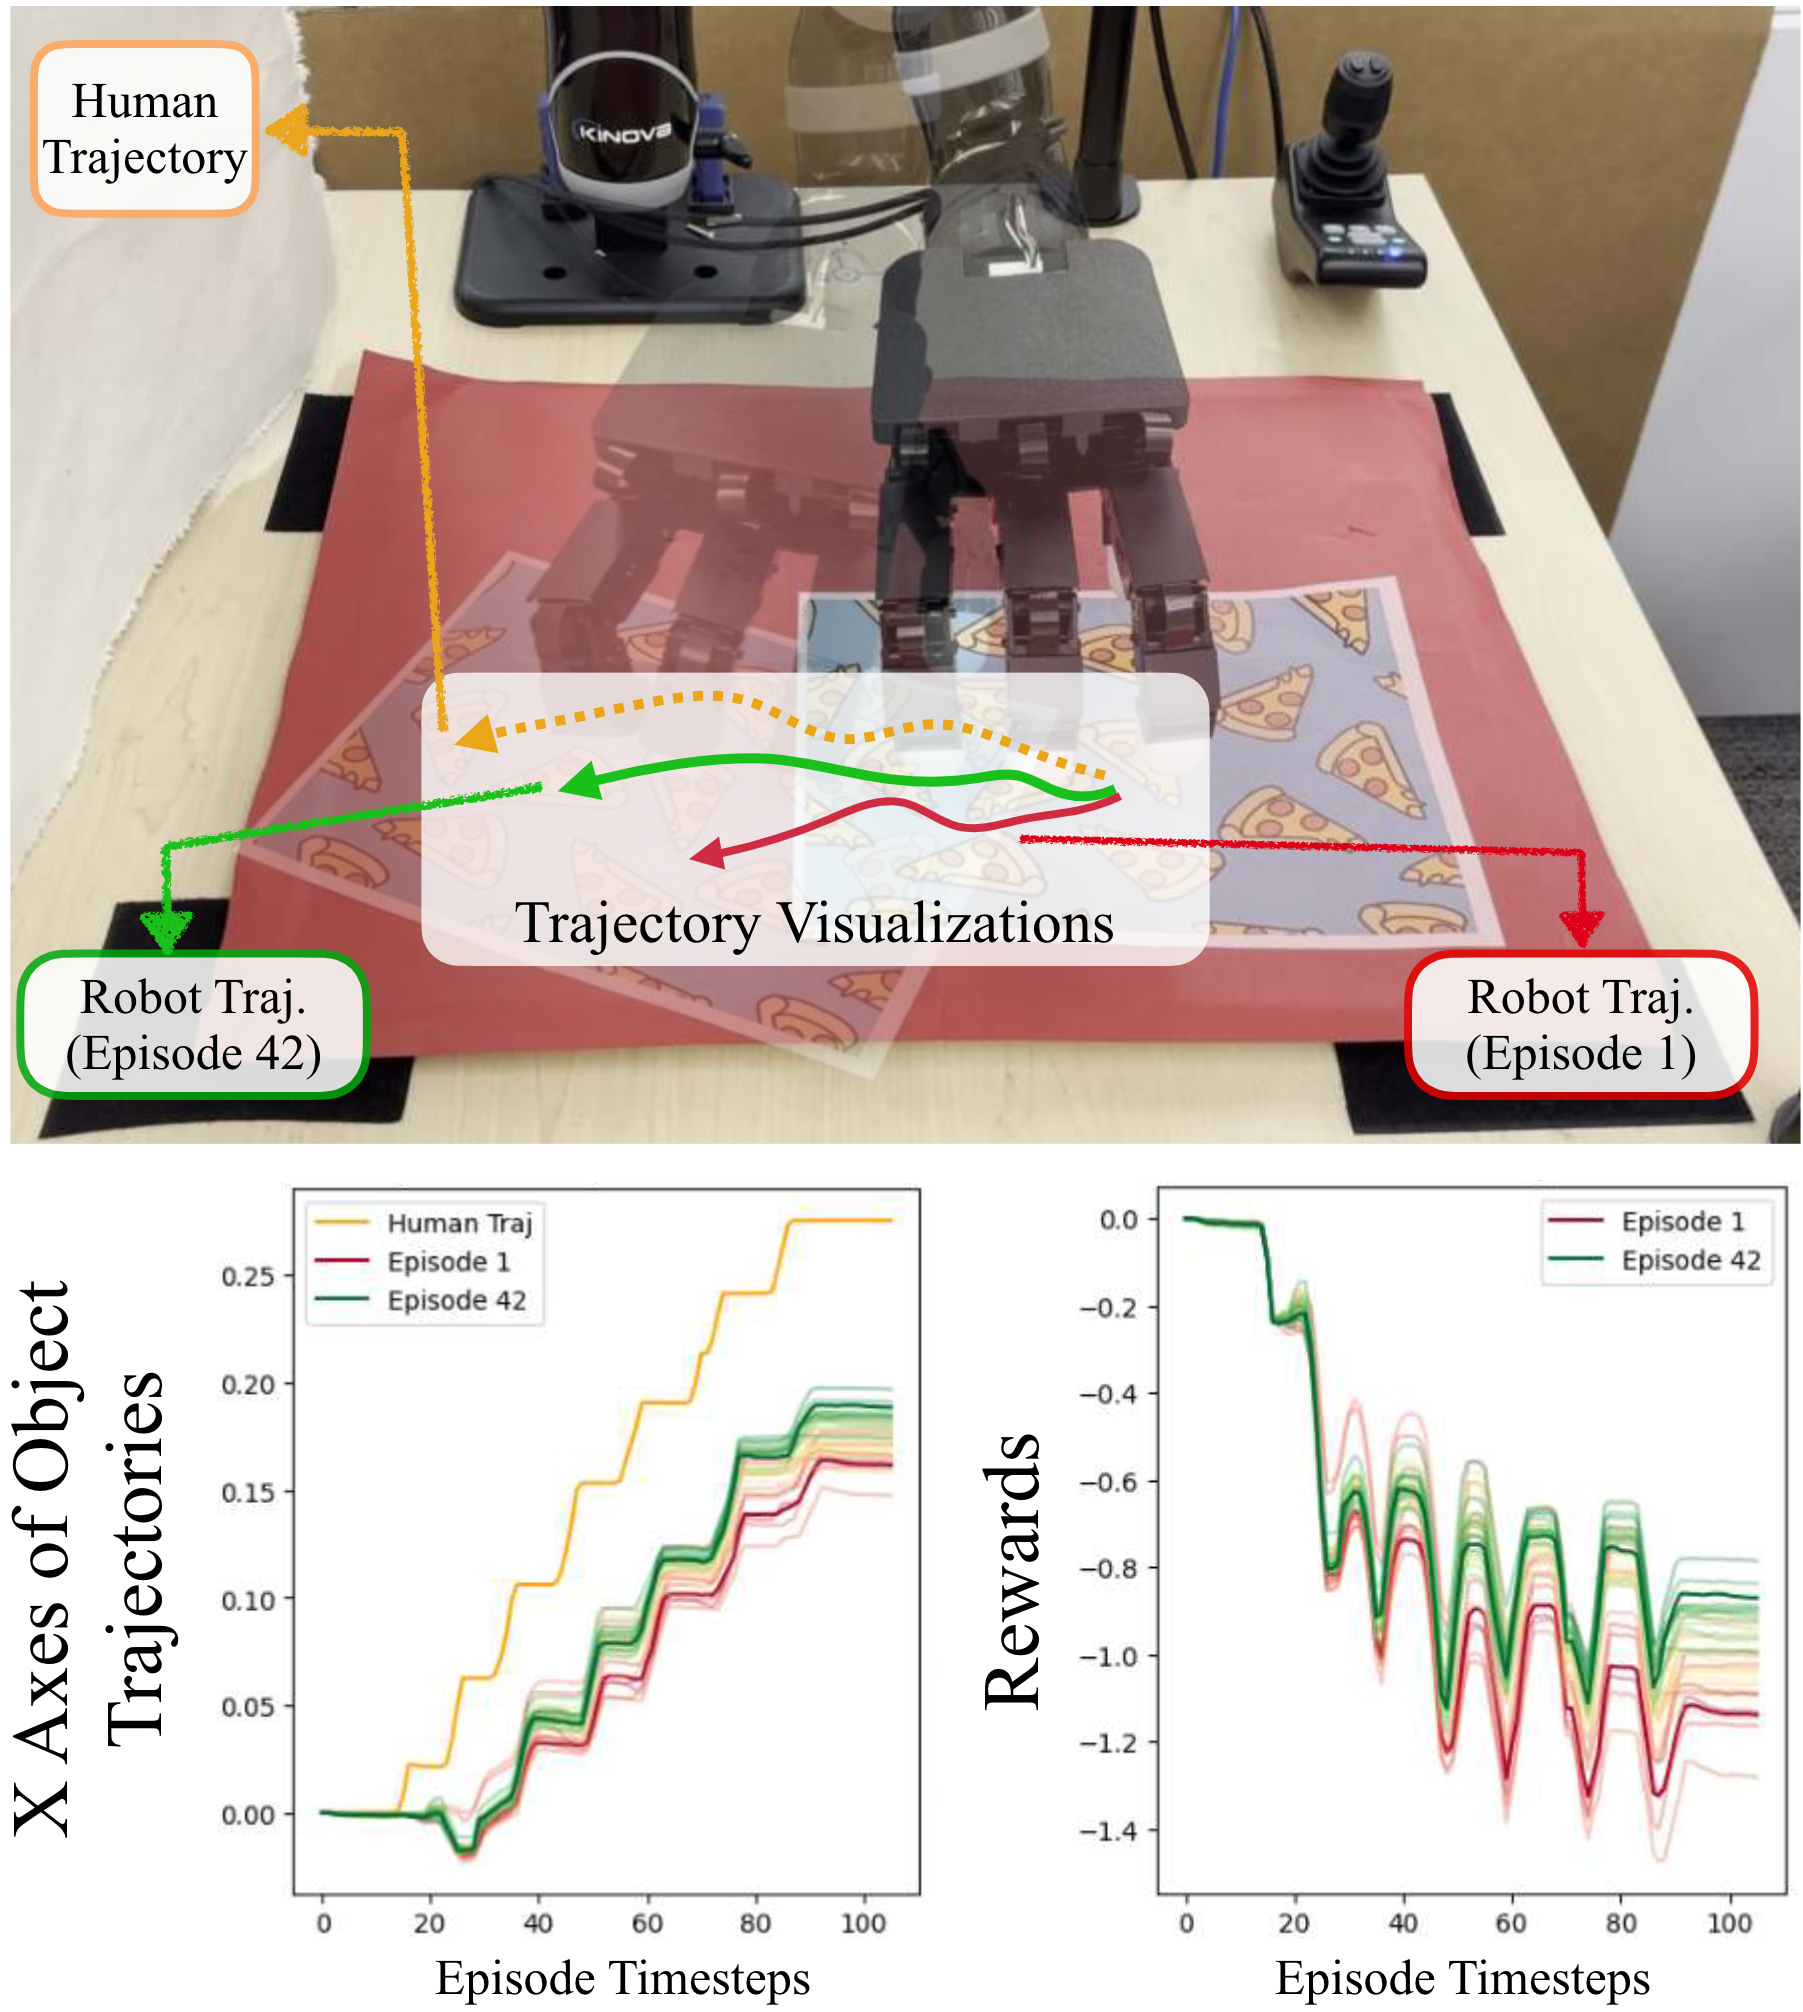 Human
Trajectory
KINOVA
Trajectory Visualizations
Robot Traj.
(Episode 42)
Robot Traj.
(Episode 1)
X Axes of Object
Trajectories
Human Traj
Episode 1
Episode 42
0.25
0.20
0.15
0.10
0.05
0.00
0
20
40
60
80
100
Episode Timesteps
Rewards
Episode 1
Episode 42
0.0
−0.2
−0.4
−0.6
−0.8
−1.0
−1.2
−1.4
0
20
40
60
80
100
Episode Timesteps